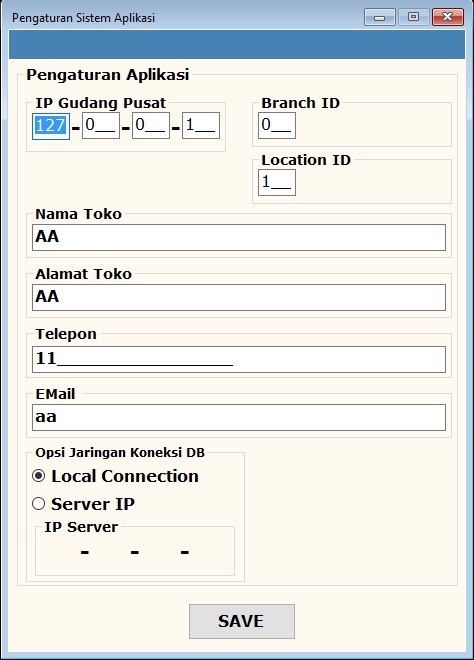 Pengaturan Sistem Aplikasi
Pengaturan Aplikasi
IP Gudang Pusat
127-0__-0__-1__
Branch ID
0__
Location ID
1__
Nama Toko
AA
Alamat Toko
AA
Telepon
11__________________
EMail
aa
Opsi Jaringan Koneksi DB
Local Connection
Server IP
IP Server
- - -
SAVE